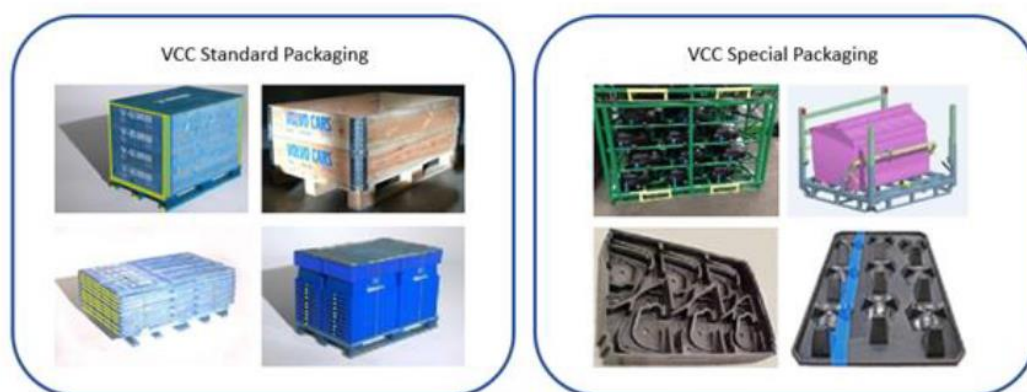 VCC Standard Packaging
VCC Special Packaging
VOLVO CARS
VOLVO CARS